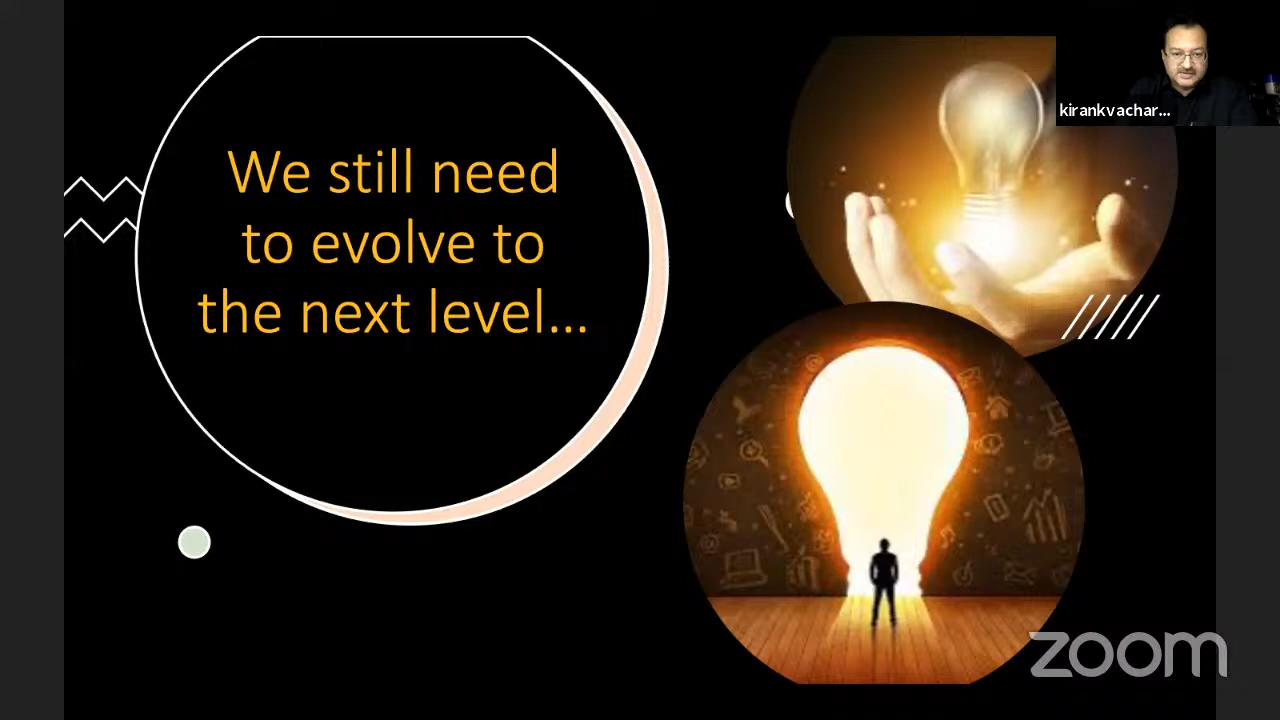 We still need
to evolve to
the next level...
kirankvachar...
zoom